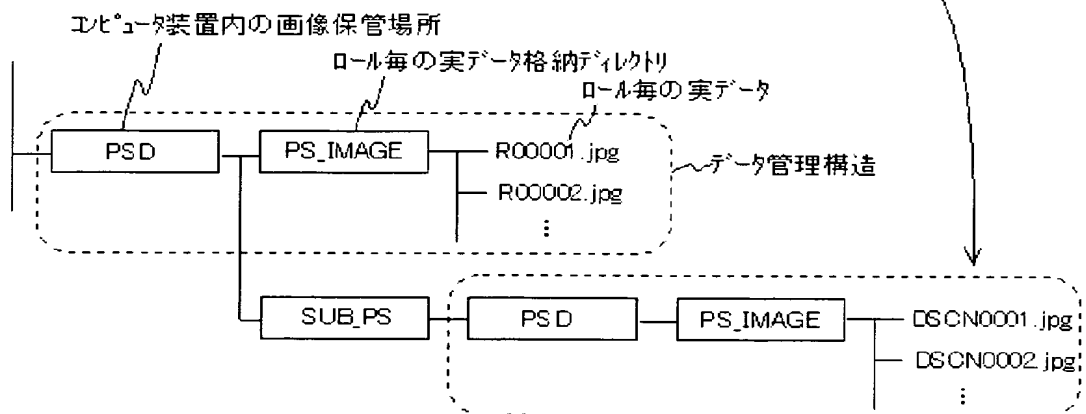 コンピュータ装置内の画像保管場所
ロール毎の実データ格納ディレクトリ
ロール毎の実データ
PSD
PS_IMAGE
R00001.jpg
データ管理構造
R00002.jpg
⋮
SUB_PS
PSD
PS_IMAGE
DSCN0001.jpg
DSCN0002.jpg
⋮